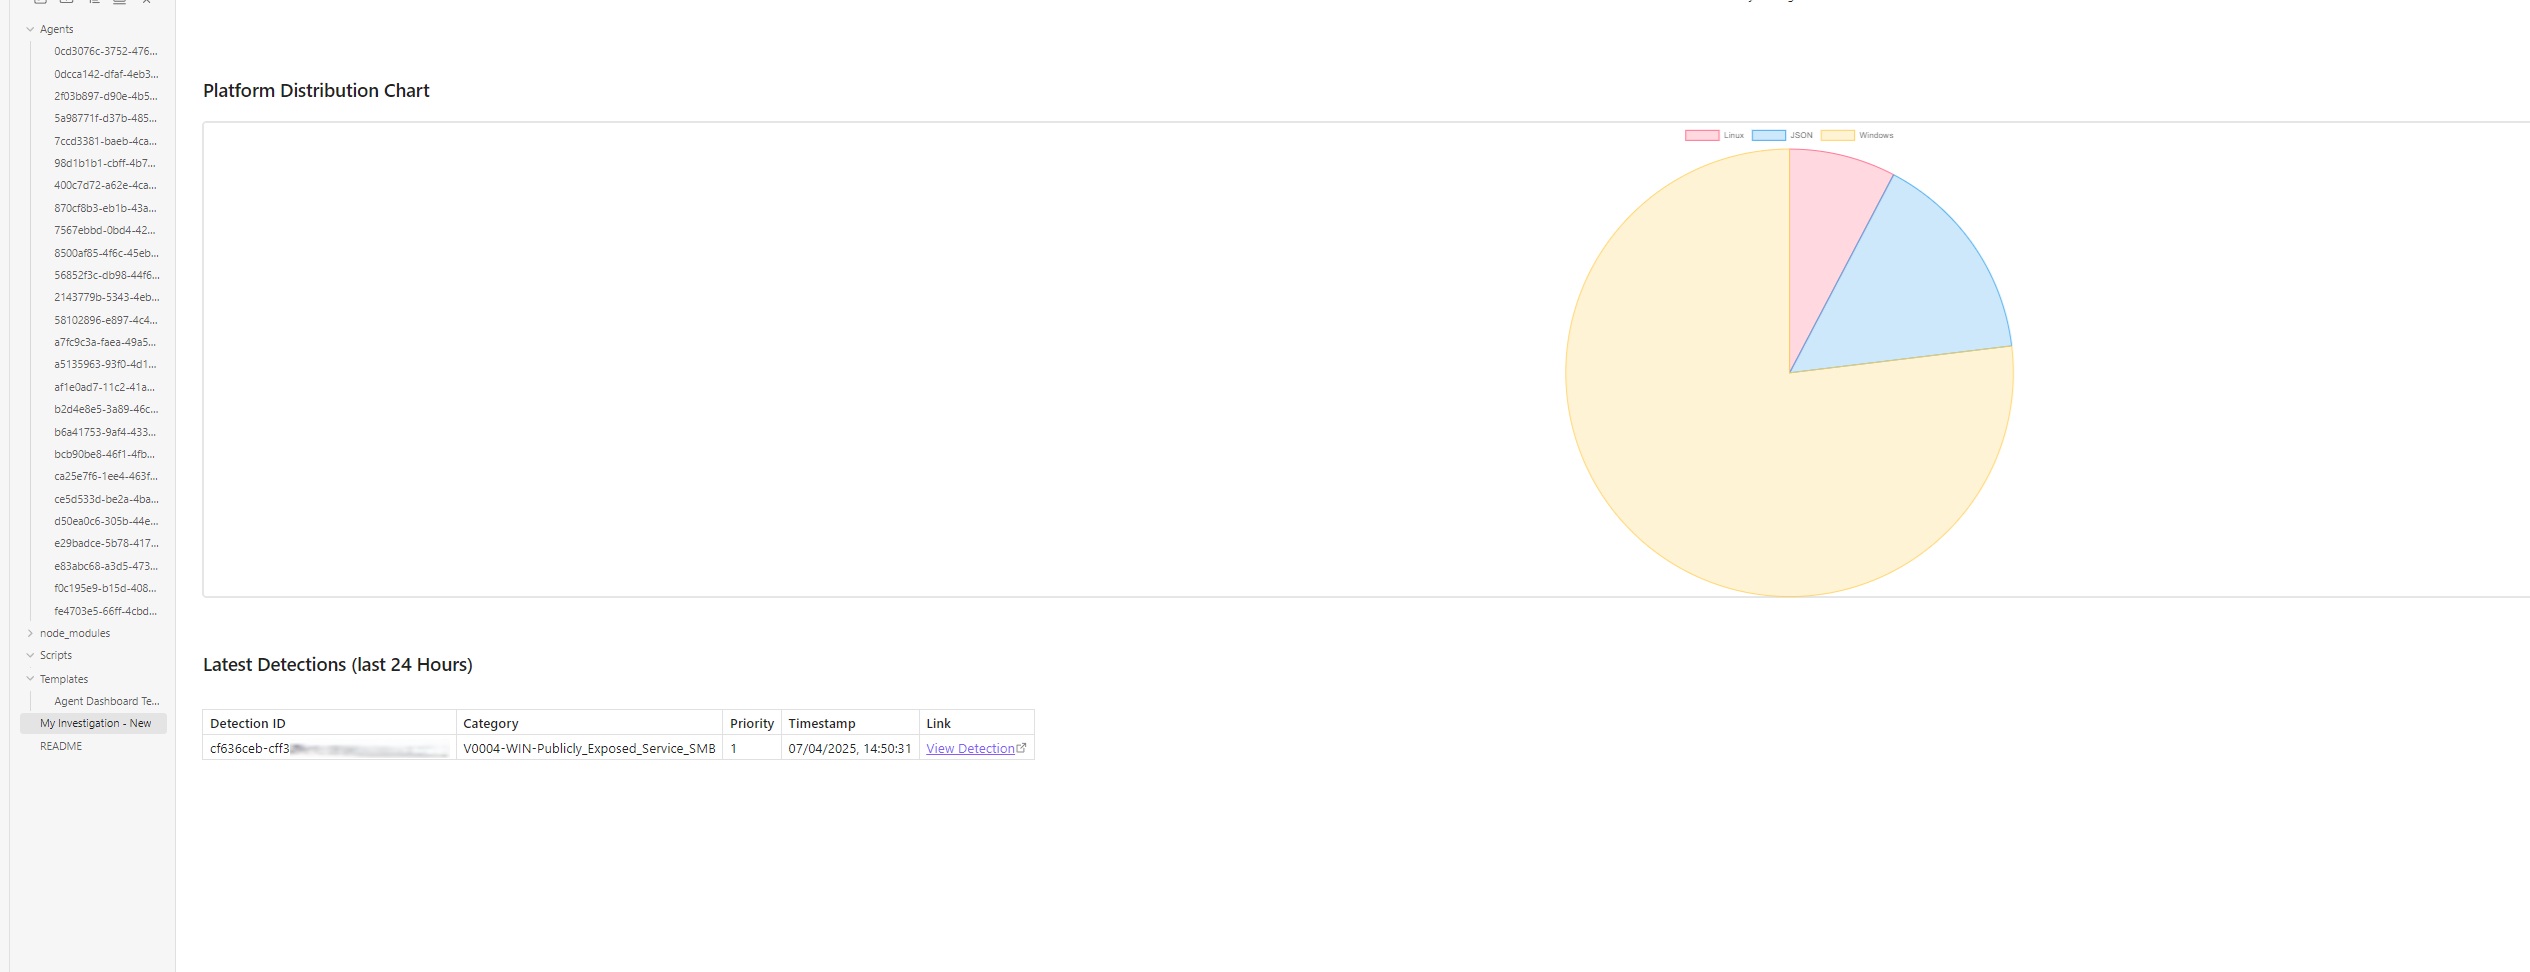 Agents
0cd3076c-3752-476...
0dcca142-dfaf-4eb3...
2f03b897-d90e-4b5...
5a98771f-d37b-485...
7ccd3381-baeb-4ca...
98d1b1b1-cbff-4b7...
400c7d72-a62e-4ca...
870cf8b3-eb1b-43a...
7567ebbd-0bd4-42...
8500af85-4f6c-45eb...
56852f3c-db98-44f6...
2143779b-5343-4eb...
58102896-e897-4c4...
a7fc9c3a-faea-49a5...
a5135963-93f0-4d1...
af1e0ad7-11c2-41a...
b2d4e8e5-3a89-46c...
b6a41753-9af4-433...
bcb90be8-46f1-4fb...
ca25e7f6-1ee4-463f...
ce5d533d-be2a-4ba...
d50ea0c6-305b-44e...
e29badce-5b78-417...
e83abc68-a3d5-473...
f0c195e9-b15d-408...
fe4703e5-66ff-4cbd...
node_modules
Scripts
Templates
Agent Dashboard Te...
My Investigation - New
README
Platform Distribution Chart
Linux JSON Windows
Latest Detections (last 24 Hours)
Detection ID Category Priority Timestamp Link
cf636ceb-cff3 V0004-WIN-Publicly_Exposed_Service_SMB 1 07/04/2025, 14:50:31 View Detection